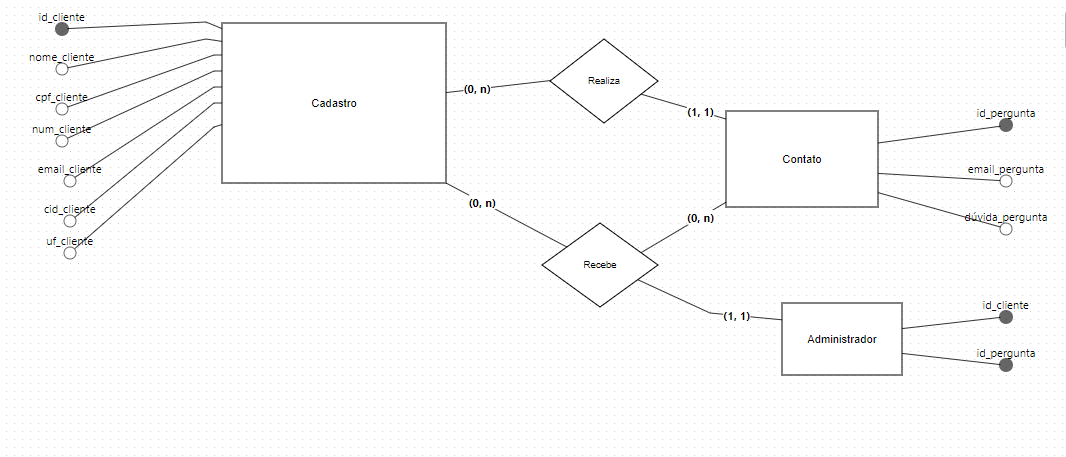 id_cliente
nome_cliente
cpf_cliente
num_cliente
email_cliente
cid_cliente
uf_cliente
Cadastro
(0, n)
Realiza
(1, 1)
Contato
id_pergunta
email_pergunta
dúvida_pergunta
(0, n)
Recebe
(0, n)
(1, 1)
Administrador
id_cliente
id_pergunta